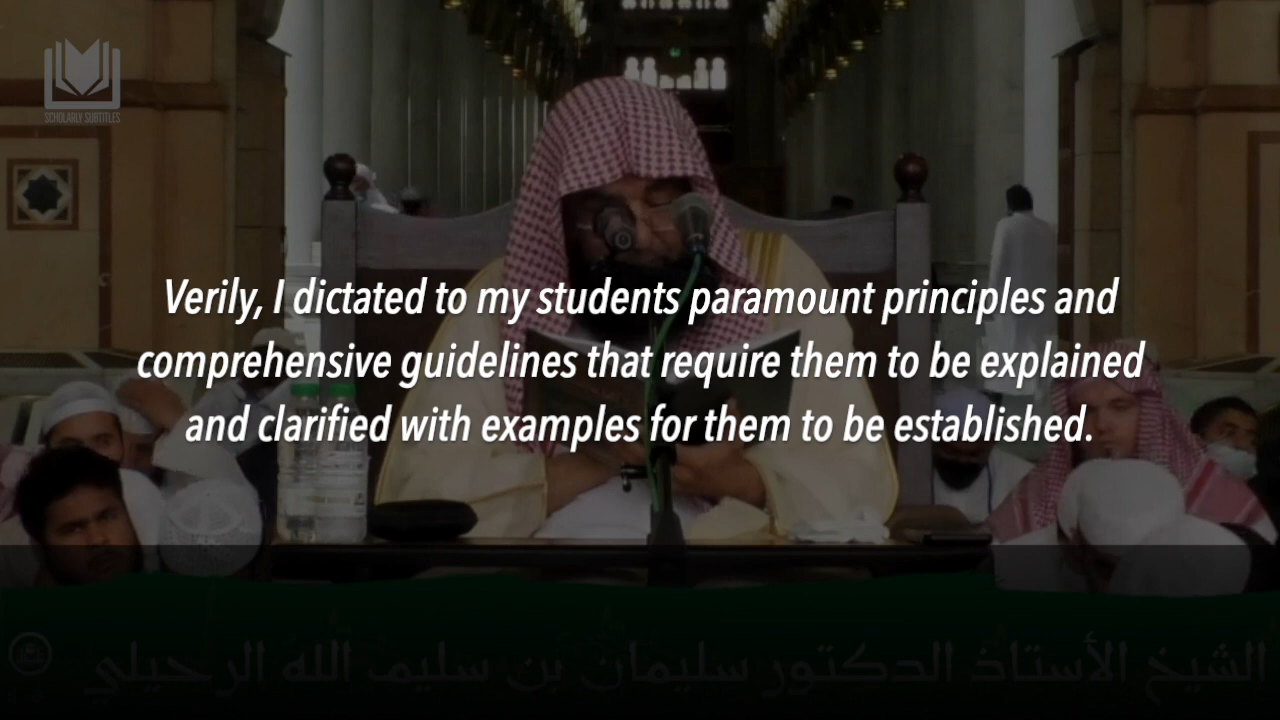 SCHOLARLY SUBTITLES
Verily, I dictated to my students paramount principles and
comprehensive guidelines that require them to be explained
and clarified with examples for them to be established.
الشيخ الأستاذ الدكتور سليمان بن سليم الله الرحيلي